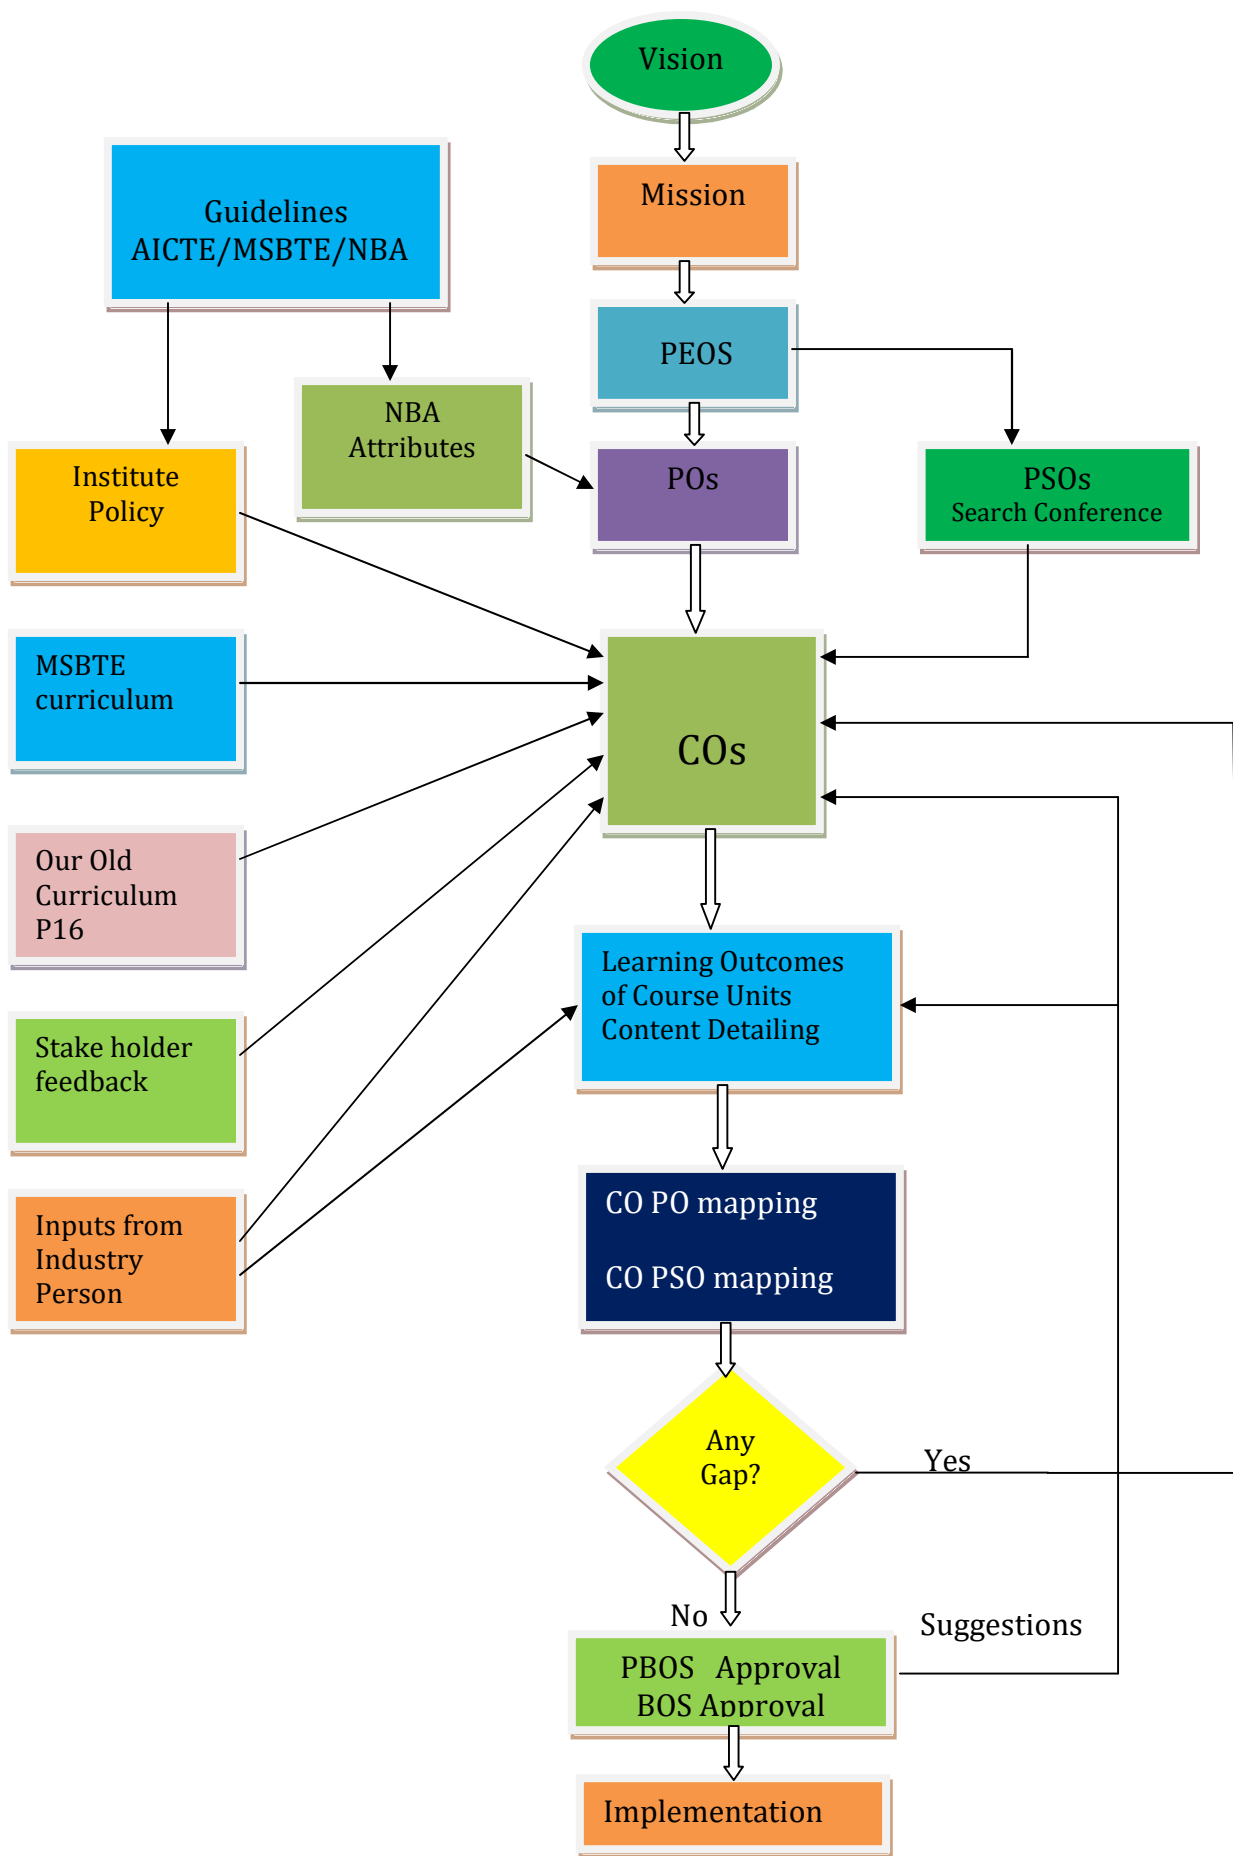 Vision
Mission
Guidelines
AICTE/MSBTE/NBA
PEOS
NBA
Attributes
Institute
Policy
POs
PSOs
Search Conference
MSBTE
curriculum
COs
Our Old
Curriculum
P16
Learning Outcomes
of Course Units
Content Detailing
Stake holder
feedback
CO PO mapping
CO PSO mapping
Inputs from
Industry
Person
Any
Gap?
Yes
No
Suggestions
PBOS Approval
BOS Approval
Implementation